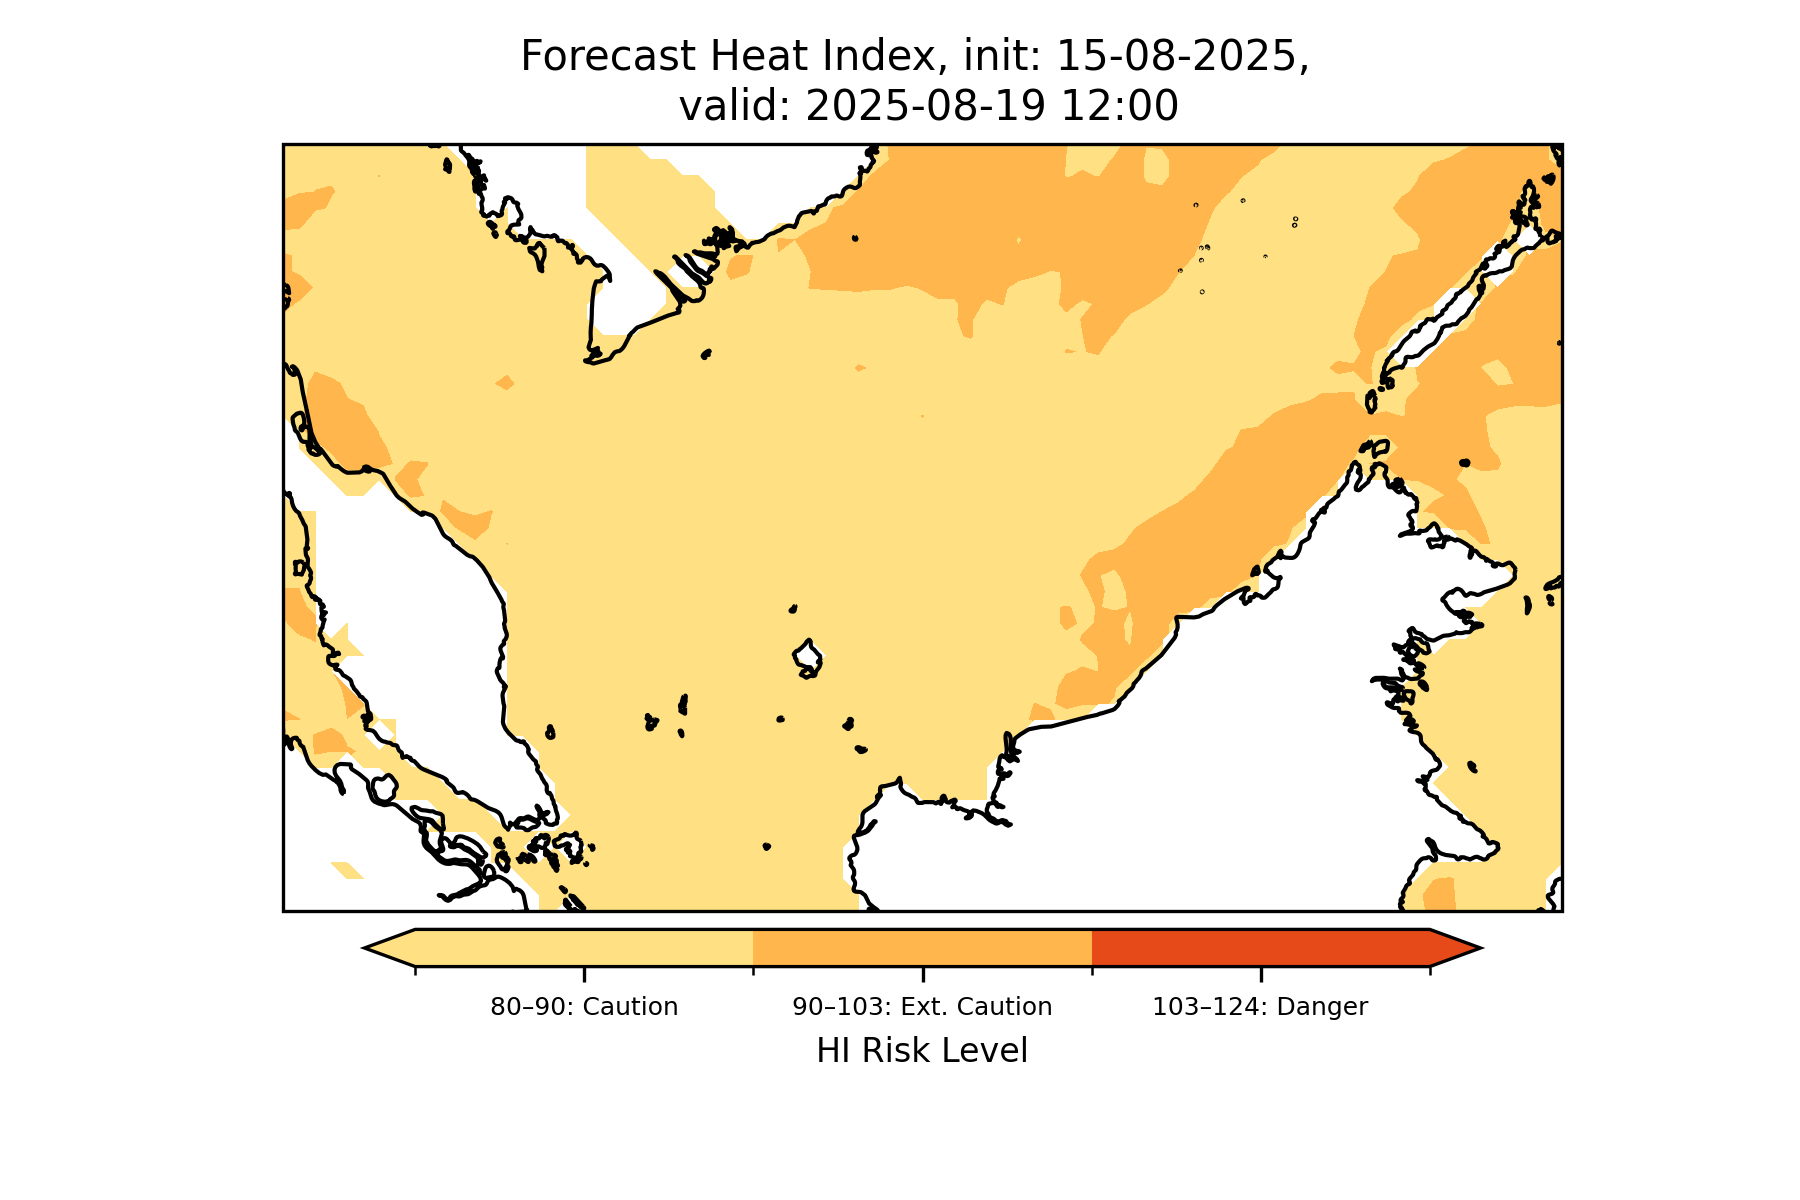 Forecast Heat Index, init: 15-08-2025,
valid: 2025-08-19 12:00
80–90: Caution
90–103: Ext. Caution
103–124: Danger
HI Risk Level